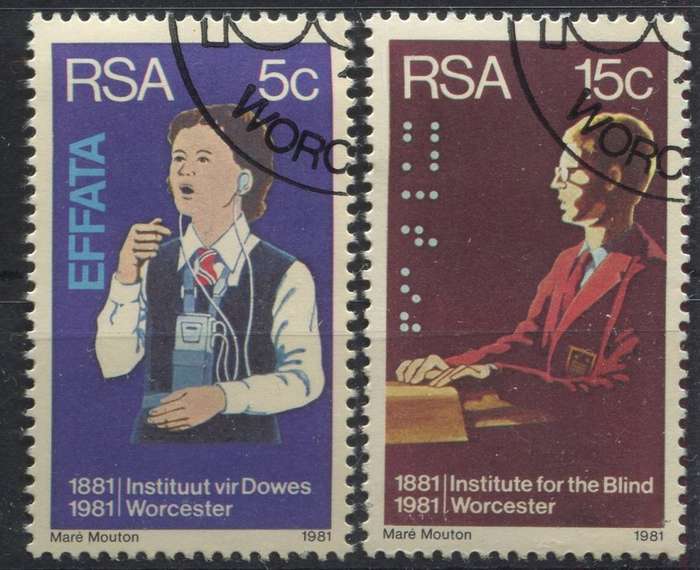 RSA 5c
EFFATA
1881 Instituut vir Dowes
1981 Worcester
Maré Mouton 1981
RSA 15c
1881 Institute for the Blind
1981 Worcester
Maré Mouton 1981
WORC
WORC